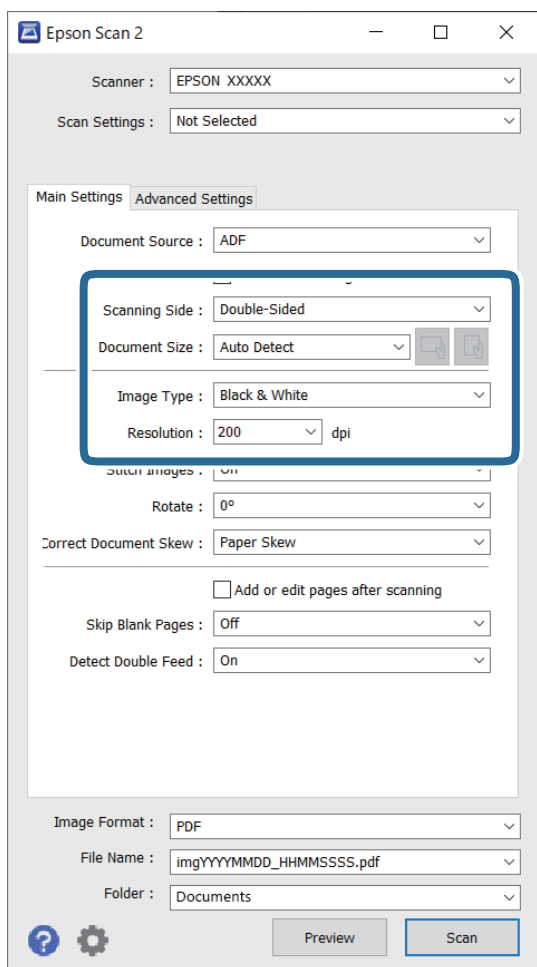 Epson Scan 2
Scanner : EPSON XXXXX
Scan Settings : Not Selected
Main Settings Advanced Settings
Document Source : ADF
Scanning Side : Double-Sided
Document Size : Auto Detect
Image Type : Black & White
Resolution : 200 dpi
Stitch Images : Off
Rotate : 0°
Correct Document Skew : Paper Skew
Add or edit pages after scanning
Skip Blank Pages : Off
Detect Double Feed : On
Image Format : PDF
File Name : imgYYYYMMDD_HHMMSSSS.pdf
Folder : Documents
? Preview Scan